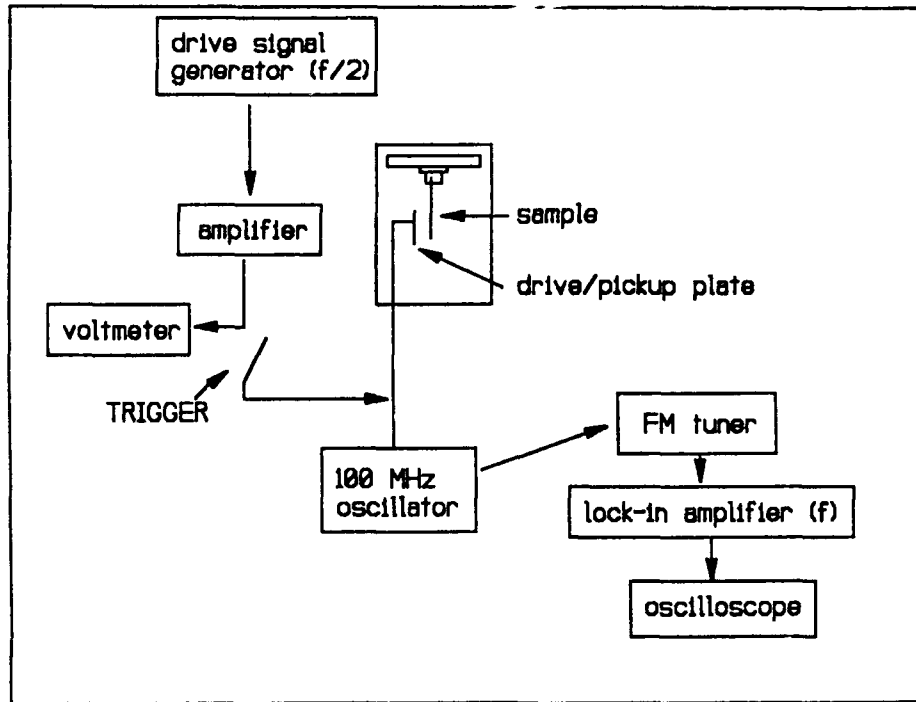 drive signal
generator (f/2)
amplifier
voltmeter
TRIGGER
sample
drive/pickup plate
100 MHz
oscillator
FM tuner
lock-in amplifier (f)
oscilloscope